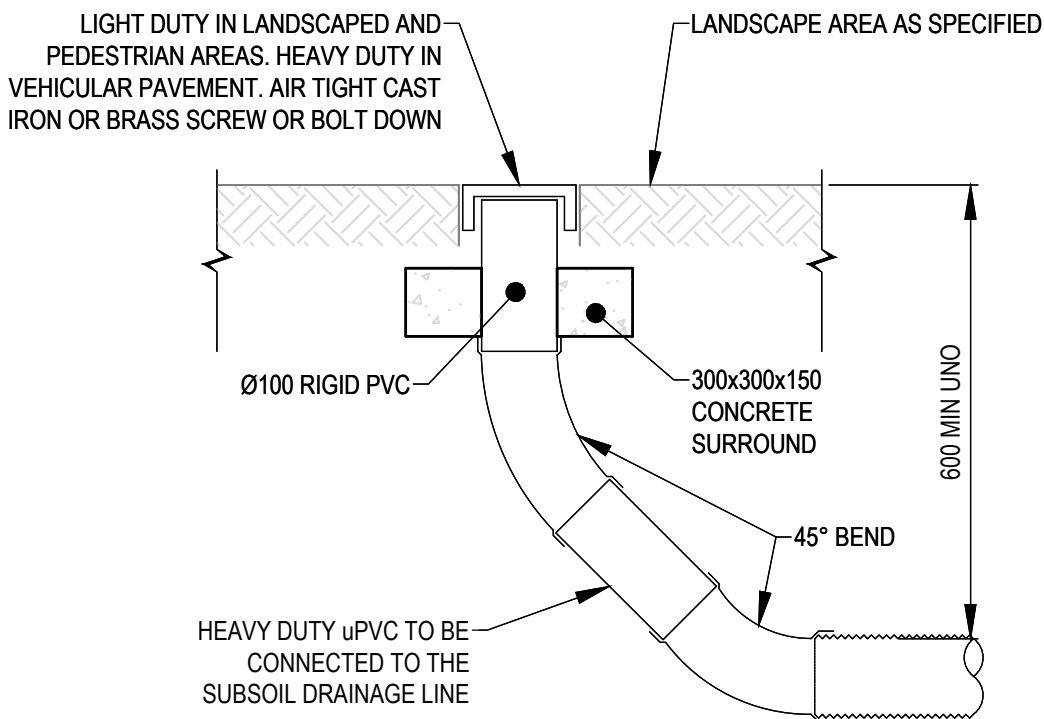 LIGHT DUTY IN LANDSCAPED AND
PEDESTRIAN AREAS. HEAVY DUTY IN
VEHICULAR PAVEMENT. AIR TIGHT CAST
IRON OR BRASS SCREW OR BOLT DOWN
LANDSCAPE AREA AS SPECIFIED
Ø100 RIGID PVC
300x300x150
CONCRETE
SURROUND
600 MIN UNO
45° BEND
HEAVY DUTY uPVC TO BE
CONNECTED TO THE
SUBSOIL DRAINAGE LINE